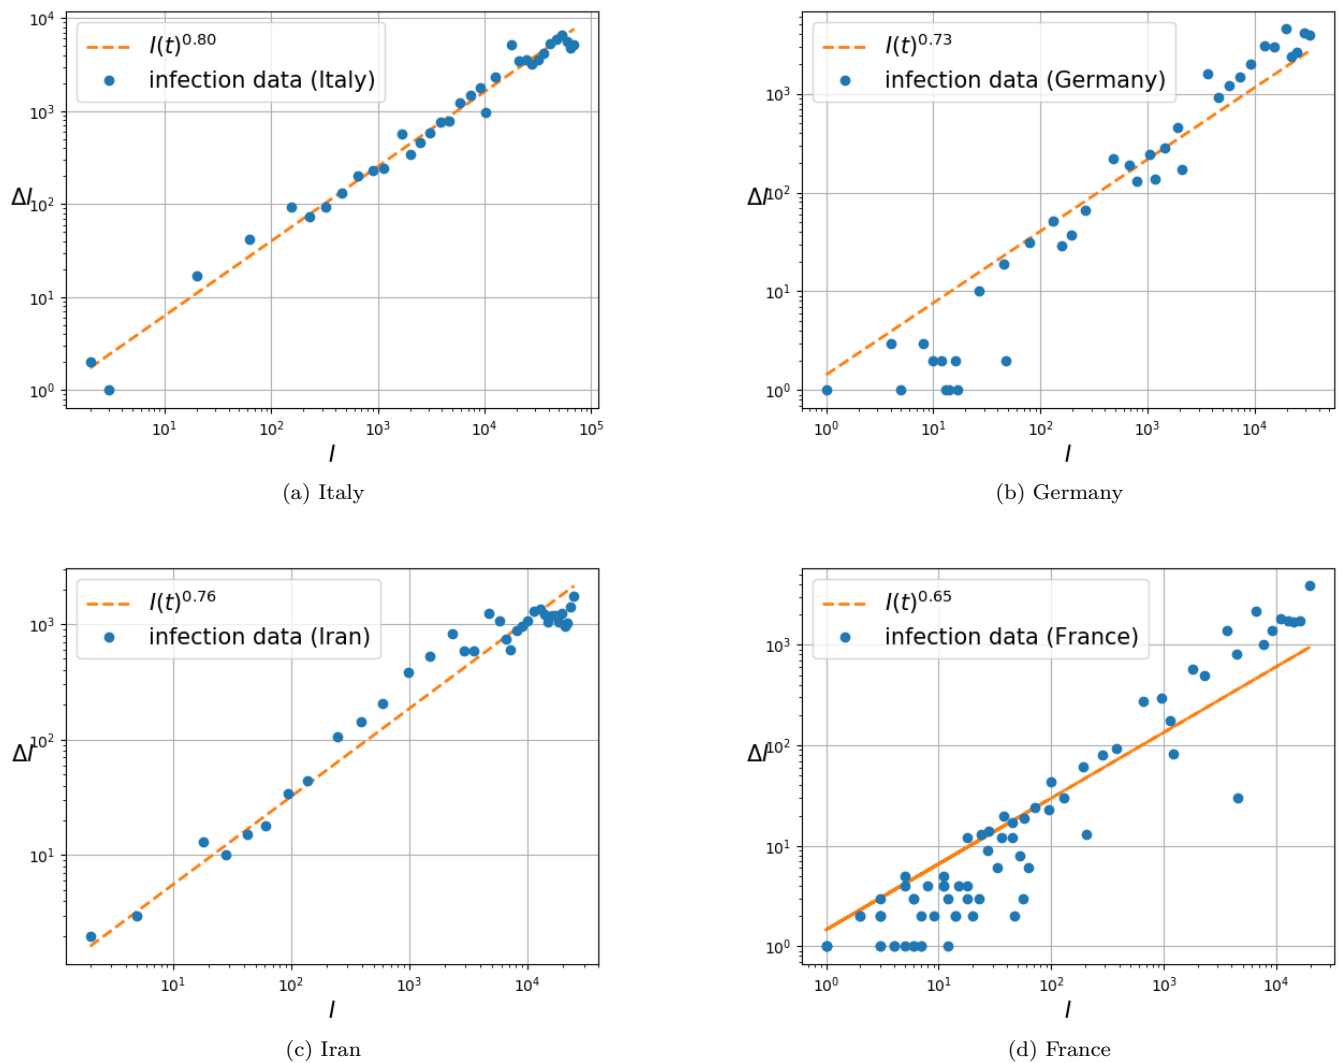 10^4
10^3
10^2
10^1
10^0
ΔI
I(t)^0.80
infection data (Italy)
10^1 10^2 10^3 10^4 10^5
I
(a) Italy
10^3
10^2
10^1
10^0
ΔI
I(t)^0.73
infection data (Germany)
10^0 10^1 10^2 10^3 10^4
I
(b) Germany
10^3
10^2
10^1
ΔI
I(t)^0.76
infection data (Iran)
10^1 10^2 10^3 10^4
I
(c) Iran
10^3
10^2
10^1
10^0
ΔI
I(t)^0.65
infection data (France)
10^0 10^1 10^2 10^3 10^4
I
(d) France